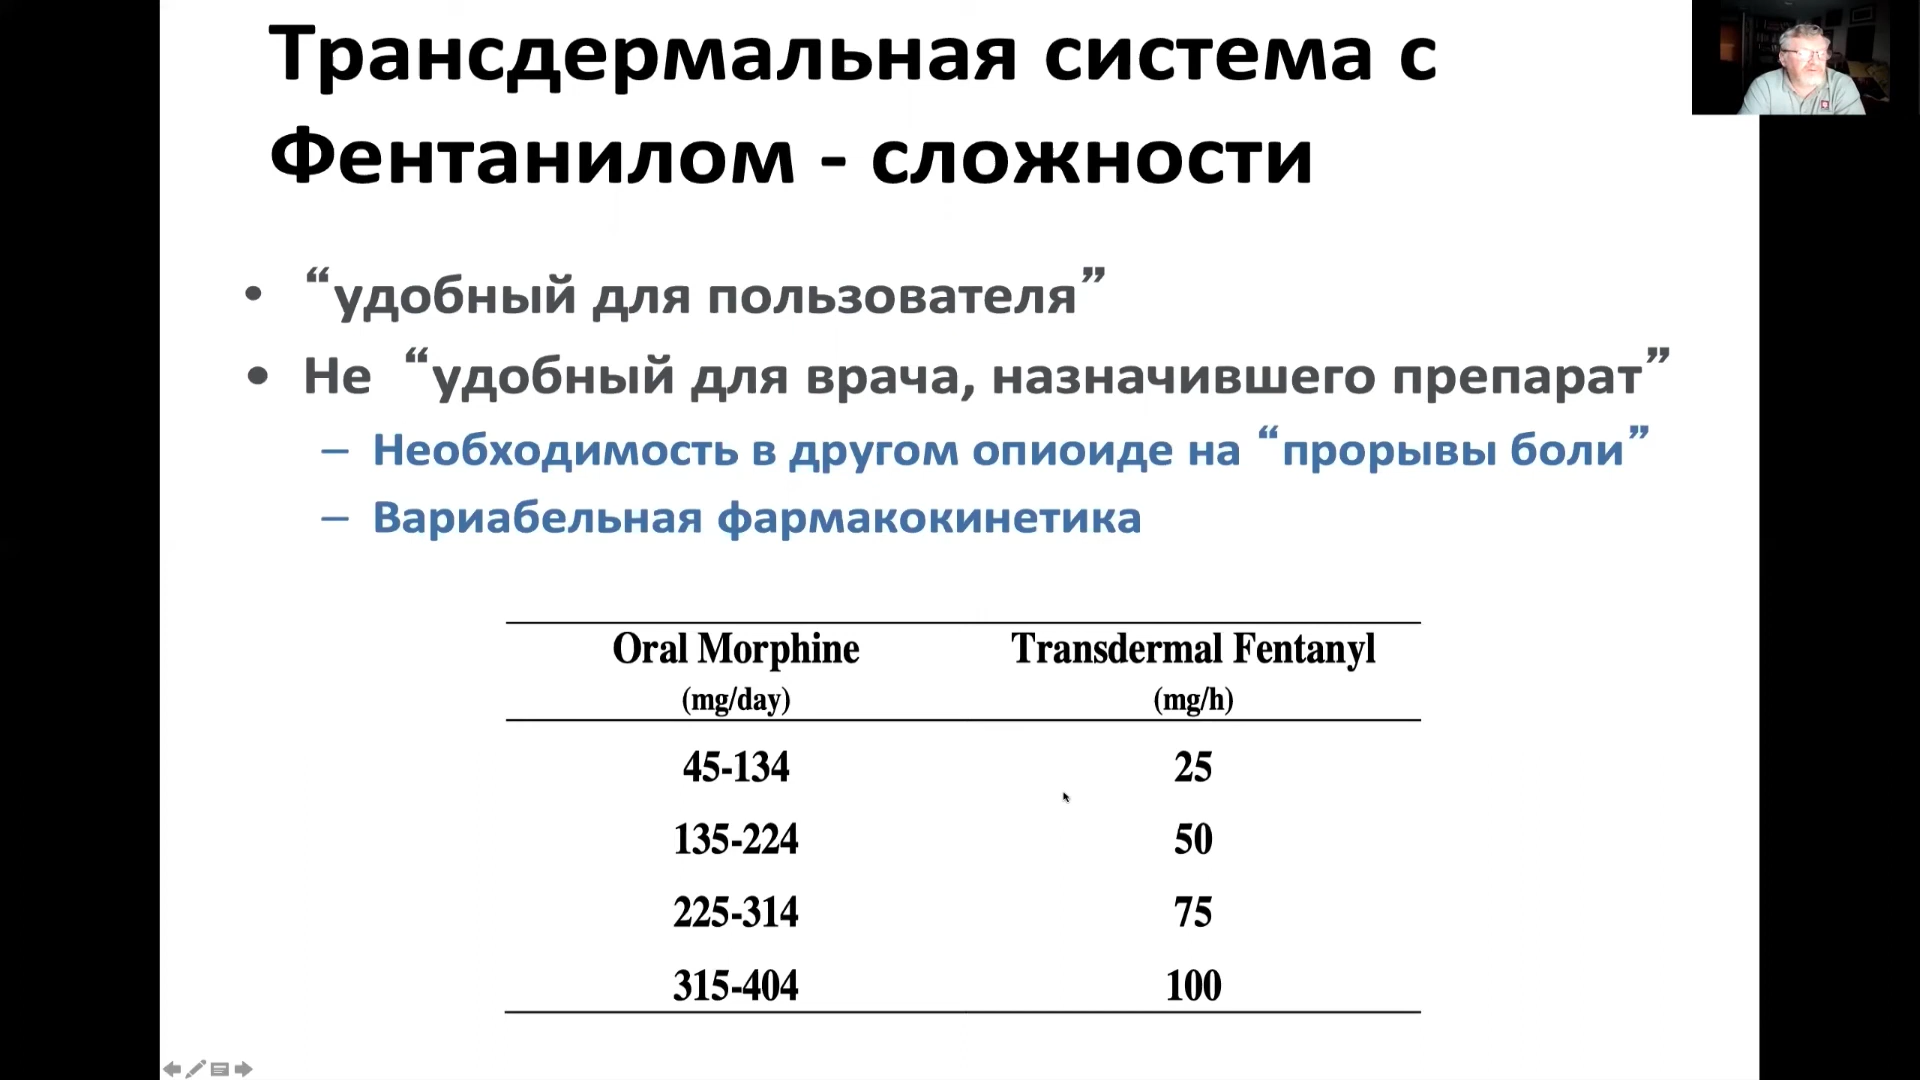 Трансдермальная система с
Фентанилом - сложности
• “удобный для пользователя”
• Не “удобный для врача, назначившего препарат”
– Необходимость в другом опиоиде на “прорывы боли”
– Вариабельная фармакокинетика
Oral Morphine Transdermal Fentanyl
(mg/day) (mg/h)
45-134 25
135-224 50
225-314 75
315-404 100